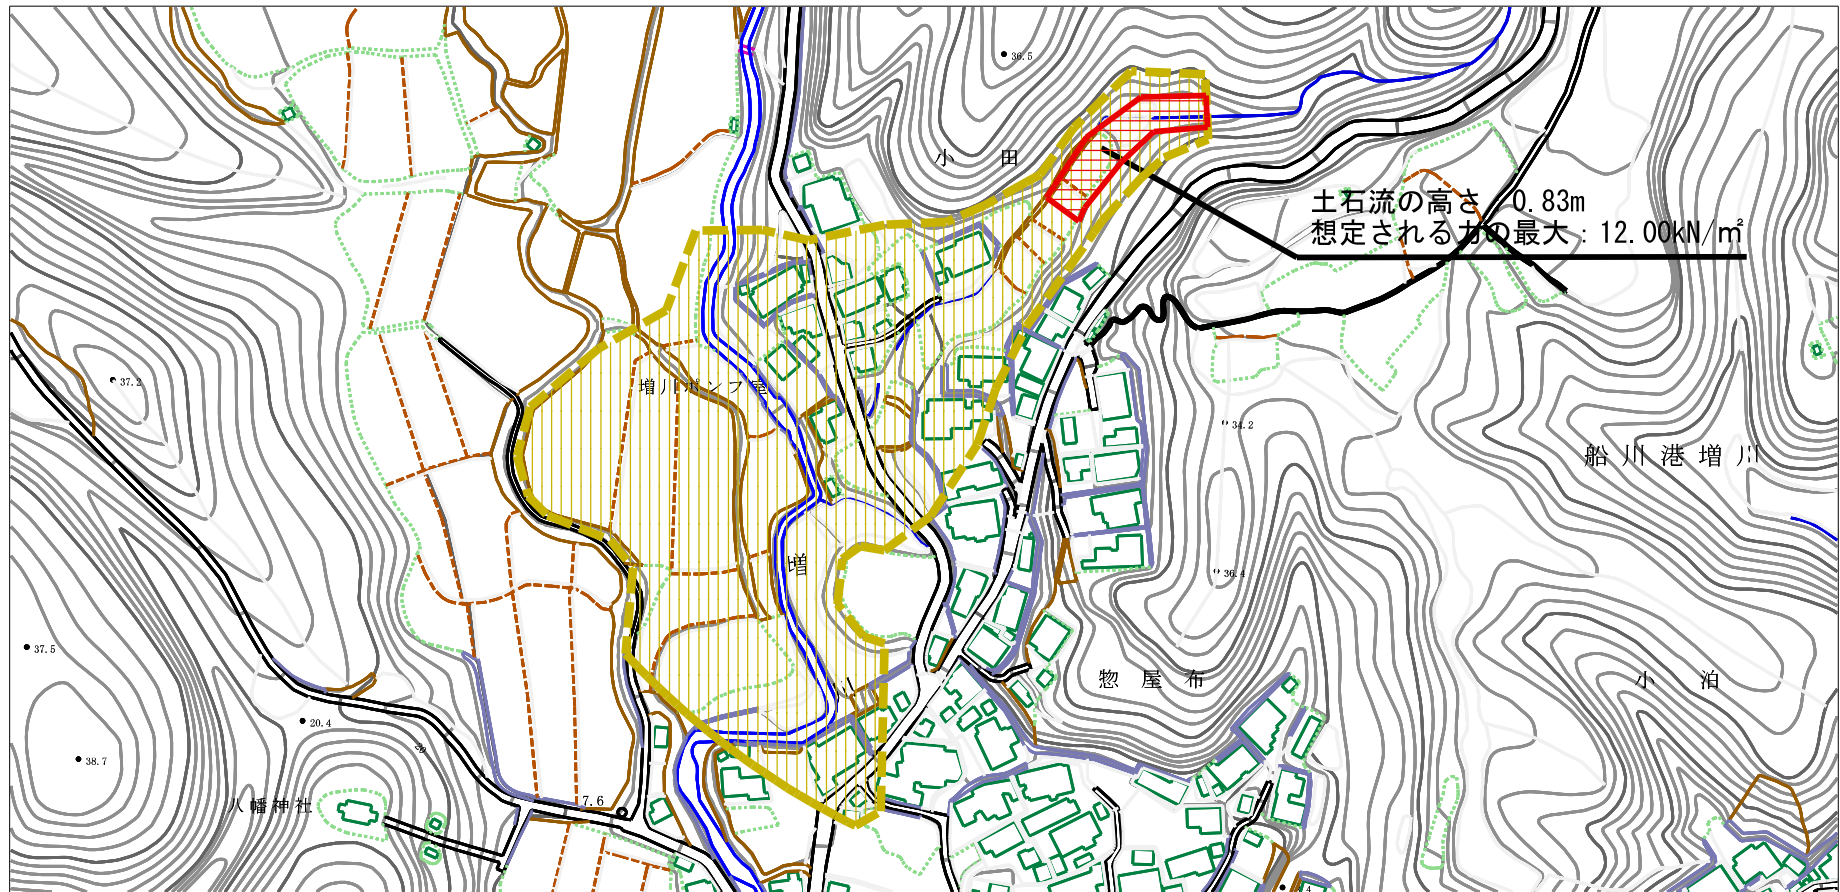 36.5
小田
土石流の高さ : 0.83m
想定される力の最大 : 12.00kN/㎡
37.2
増川ポンプ室
34.2
船川港増川
増
36.4
37.5
惣屋布
小泊
川
20.4
38.7
7.6
八幡神社